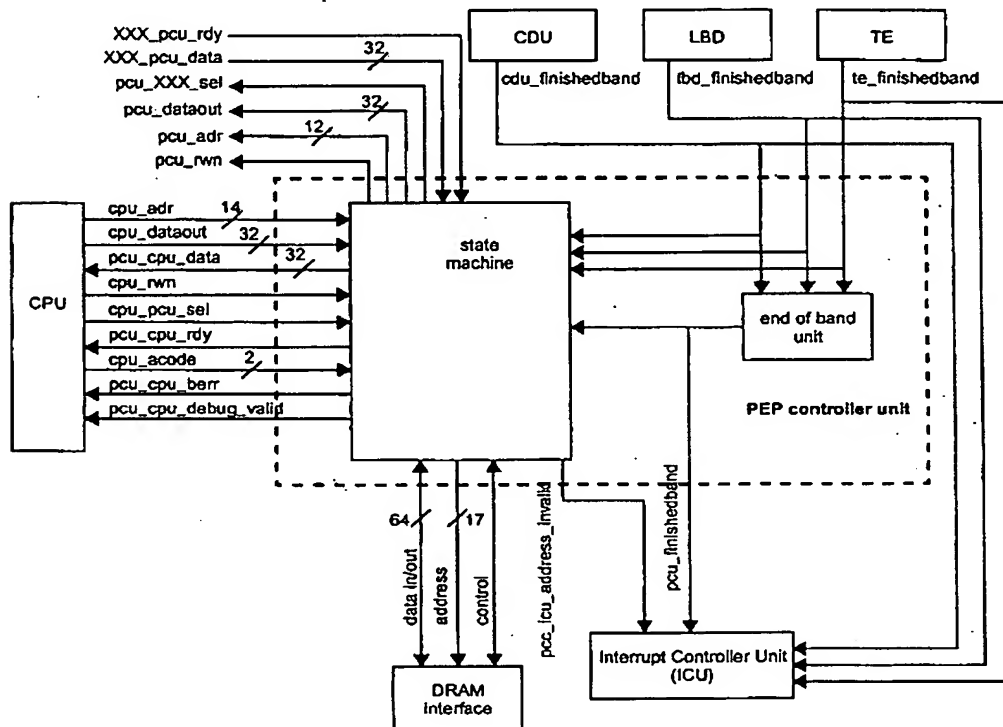 XXX_pcu_rdy
XXX_pcu_data
32
pcu_XXX_sel
pcu_dataout
32
pcu_adr
12
pcu_rwn
CDU
LBD
TE
cdu_finishedband
lbd_finishedband
te_finishedband
CPU
cpu_adr
14
cpu_dataout
32
pcu_cpu_data
32
cpu_rwn
cpu_pcu_sel
pcu_cpu_rdy
cpu_acode
2
pcu_cpu_berr
pcu_cpu_debug_valid
state
machine
end of band
unit
PEP controller unit
64
17
data in/out
address
control
pcc_icu_address_invalid
pcu_finishedband
DRAM
interface
Interrupt Controller Unit
(ICU)